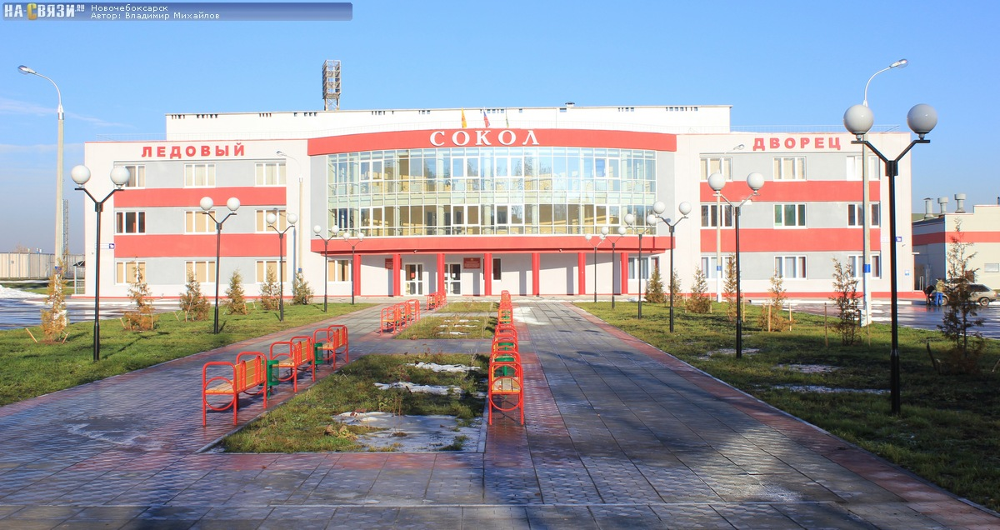 НА-СВЯЗИ.RU
Новочебоксарск
Автор: Владимир Михайлов
СОКОЛ
ЛЕДОВЫЙ ДВОРЕЦ